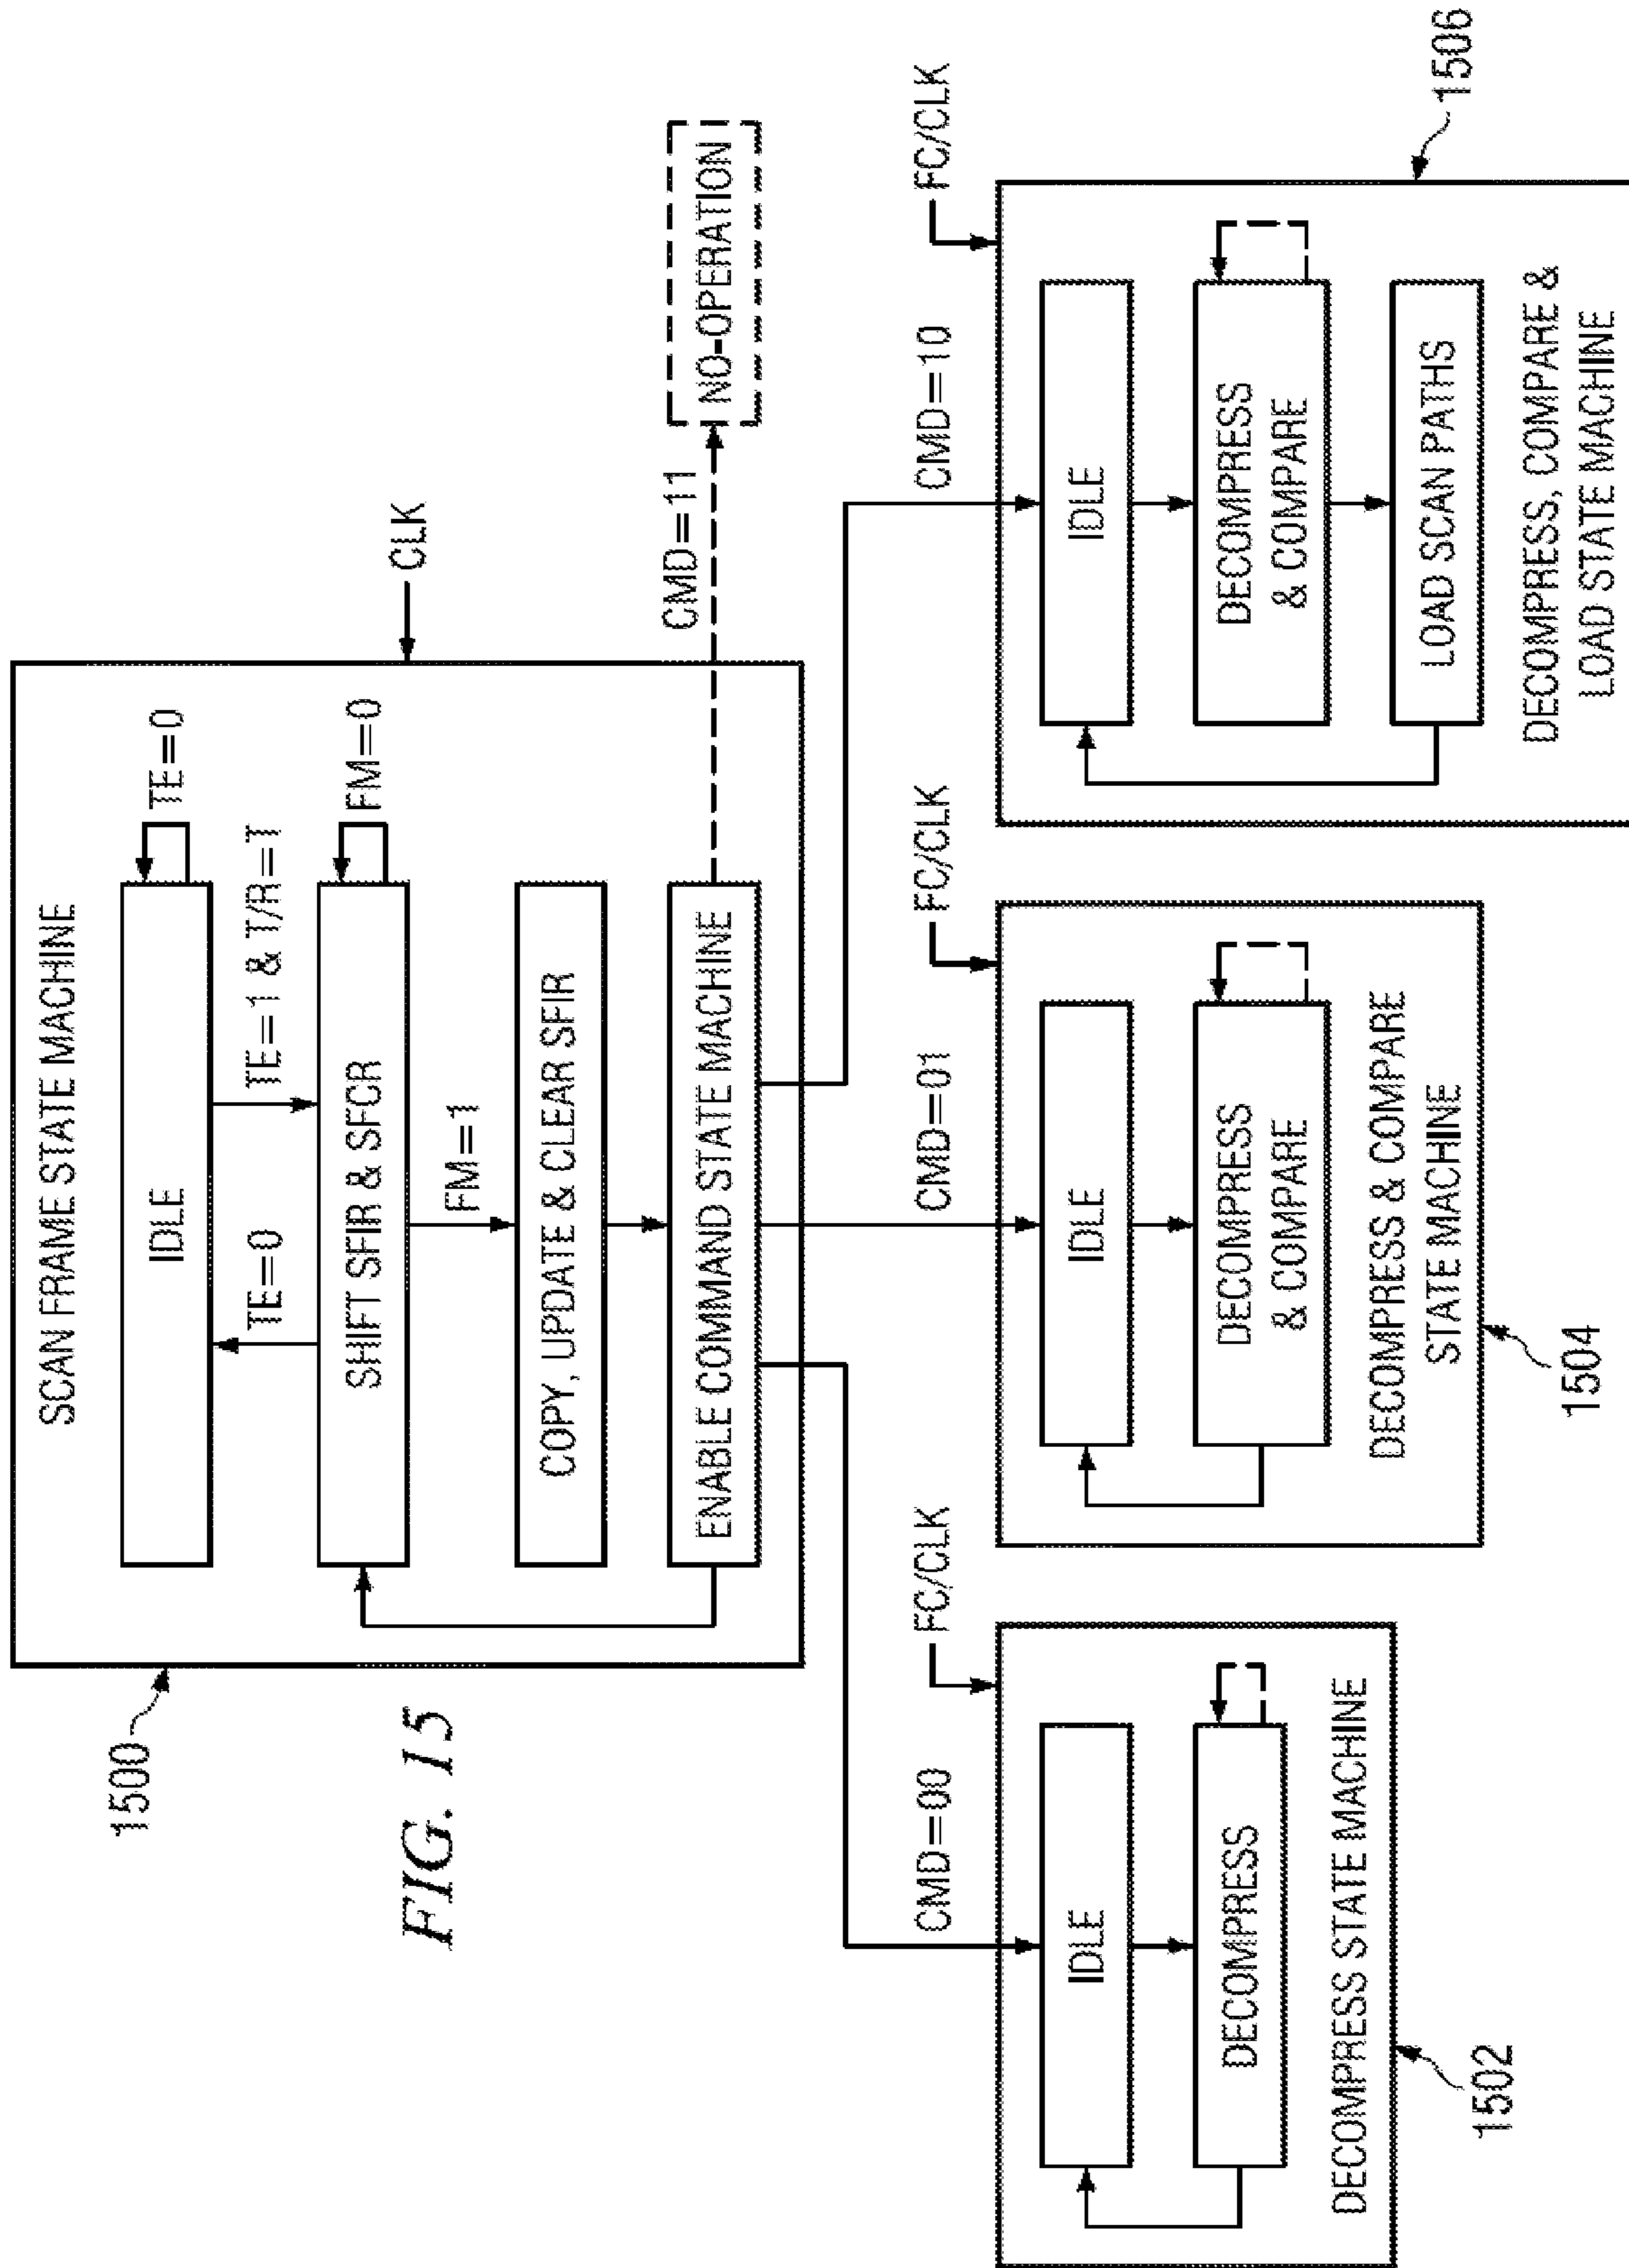 1500
FIG. 15
SCAN FRAME STATE MACHINE
IDLE
TE=0
TE=0
TE=1 & T/R=T
SHIFT SFIR & SFCR
FM=0
FM=1
COPY, UPDATE & CLEAR SFIR
ENABLE COMMAND STATE MACHINE
CLK
CMD=11
NO-OPERATION
CMD=00
FC/CLK
IDLE
DECOMPRESS
DECOMPRESS STATE MACHINE
1502
CMD=01
FC/CLK
IDLE
DECOMPRESS
& COMPARE
DECOMPRESS & COMPARE
STATE MACHINE
1504
CMD=10
FC/CLK
IDLE
DECOMPRESS
& COMPARE
LOAD SCAN PATHS
DECOMPRESS, COMPARE &
LOAD STATE MACHINE
1506